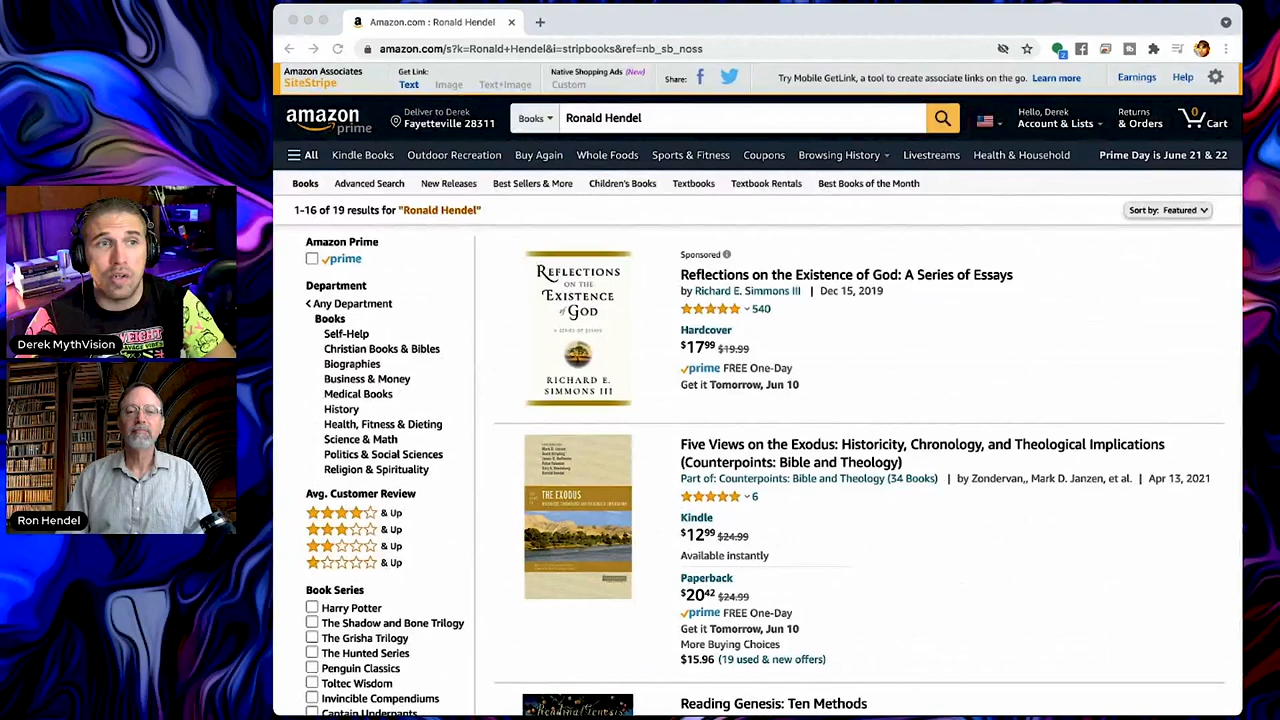 Amazon.com : Ronald Hendel
amazon.com/s?k=Ronald+Hendel&i=stripbooks&ref=nb_sb_noss
2
Amazon Associates
SiteStripe
Get Link:
Text Image Text+Image
Native Shopping Ads (New)
Custom
Share:
Try Mobile GetLink, a tool to create associate links on the go. Learn more
Earnings Help
amazon
prime
Deliver to Derek
Fayetteville 28311
Books
Ronald Hendel
Hello, Derek
Account & Lists
Returns
& Orders
0
Cart
All Kindle Books Outdoor Recreation Buy Again Whole Foods Sports & Fitness Coupons Browsing History Livestreams Health & Household Prime Day is June 21 & 22
Books Advanced Search New Releases Best Sellers & More Children's Books Textbooks Textbook Rentals Best Books of the Month
1-16 of 19 results for "Ronald Hendel"
Sort by: Featured
Amazon Prime
prime
Department
Any Department
Books
Self-Help
Christian Books & Bibles
Biographies
Business & Money
Medical Books
History
Health, Fitness & Dieting
Science & Math
Politics & Social Sciences
Religion & Spirituality
Avg. Customer Review
& Up
& Up
& Up
& Up
Book Series
Harry Potter
The Shadow and Bone Trilogy
The Grisha Trilogy
The Hunted Series
Penguin Classics
Toltec Wisdom
Invincible Compendiums
Captain Underpants
REFLECTIONS
ON THE
EXISTENCE
of GOD
A SERIES OF ESSAYS
RICHARD E.
SIMMONS III
Sponsored
Reflections on the Existence of God: A Series of Essays
by Richard E. Simmons III | Dec 15, 2019
540
Hardcover
$17.99 $19.99
prime FREE One-Day
Get it Tomorrow, Jun 10
THE EXODUS
Five Views on the Exodus: Historicity, Chronology, and Theological Implications
(Counterpoints: Bible and Theology)
Part of: Counterpoints: Bible and Theology (34 Books) | by Zondervan,, Mark D. Janzen, et al. | Apr 13, 2021
6
Kindle
$12.99 $24.99
Available instantly
Paperback
$20.42 $24.99
prime FREE One-Day
Get it Tomorrow, Jun 10
More Buying Choices
$15.96 (19 used & new offers)
Reading Genesis
Reading Genesis: Ten Methods
Derek MythVision
Ron Hendel